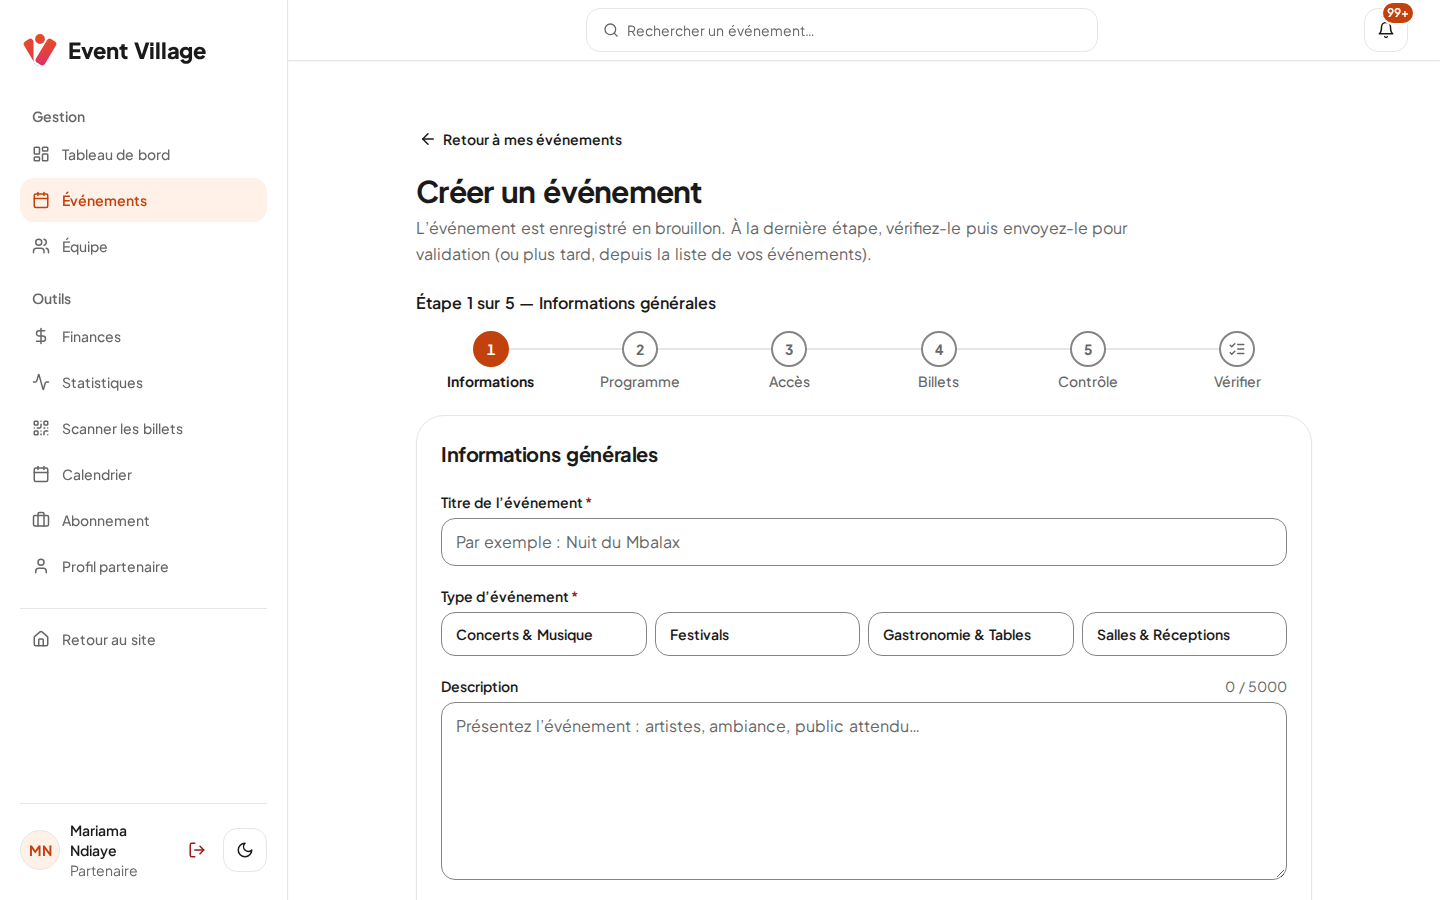 Event Village
Rechercher un événement…
99+
Gestion
Tableau de bord
Événements
Équipe
Outils
Finances
Statistiques
Scanner les billets
Calendrier
Abonnement
Profil partenaire
Retour au site
MN
Mariama
Ndiaye
Partenaire
Retour à mes événements
Créer un événement
L’événement est enregistré en brouillon. À la dernière étape, vérifiez-le puis envoyez-le pour
validation (ou plus tard, depuis la liste de vos événements).
Étape 1 sur 5 — Informations générales
1 2 3 4 5
Informations Programme Accès Billets Contrôle Vérifier
Informations générales
Titre de l’événement *
Par exemple : Nuit du Mbalax
Type d’événement *
Concerts & Musique Festivals Gastronomie & Tables Salles & Réceptions
Description 0 / 5000
Présentez l’événement : artistes, ambiance, public attendu…